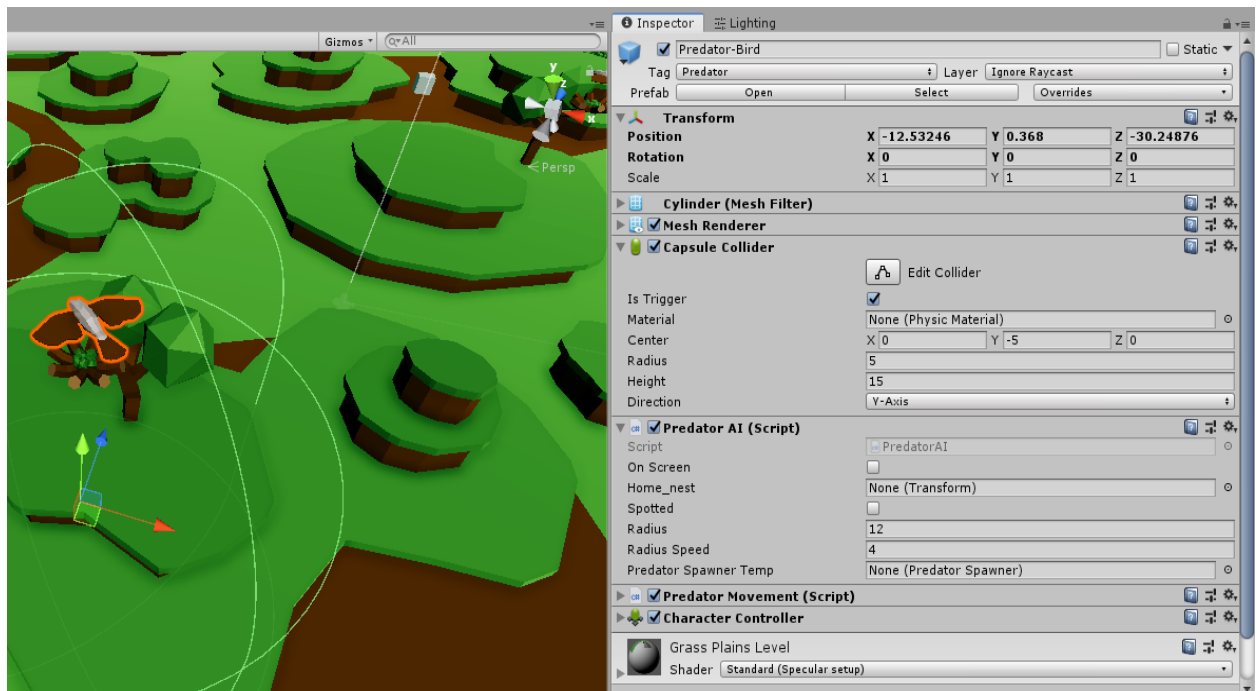 Inspector Lighting
Gizmos All
Predator-Bird Static
Tag Predator Layer Ignore Raycast
Prefab Open Select Overrides
Transform
Position X -12.53246 Y 0.368 Z -30.24876
Rotation X 0 Y 0 Z 0
Scale X 1 Y 1 Z 1
Cylinder (Mesh Filter)
Mesh Renderer
Capsule Collider
Edit Collider
Is Trigger
Material None (Physic Material)
Center X 0 Y -5 Z 0
Radius 5
Height 15
Direction Y-Axis
Predator AI (Script)
Script PredatorAI
On Screen
Home_nest None (Transform)
Spotted
Radius 12
Radius Speed 4
Predator Spawner Temp None (Predator Spawner)
Predator Movement (Script)
Character Controller
Grass Plains Level
Shader Standard (Specular setup)
y
z
x
Persp